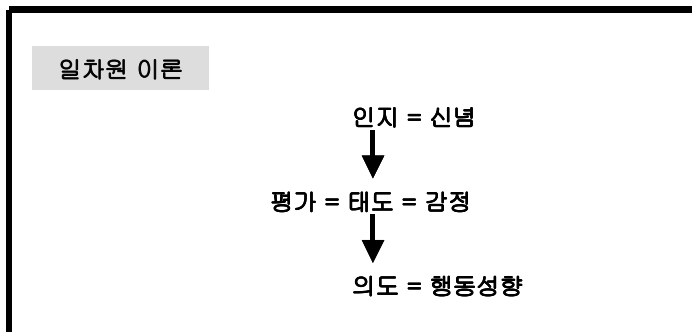 일차원 이론
인지 = 신념
평가 = 태도 = 감정
의도 = 행동성향